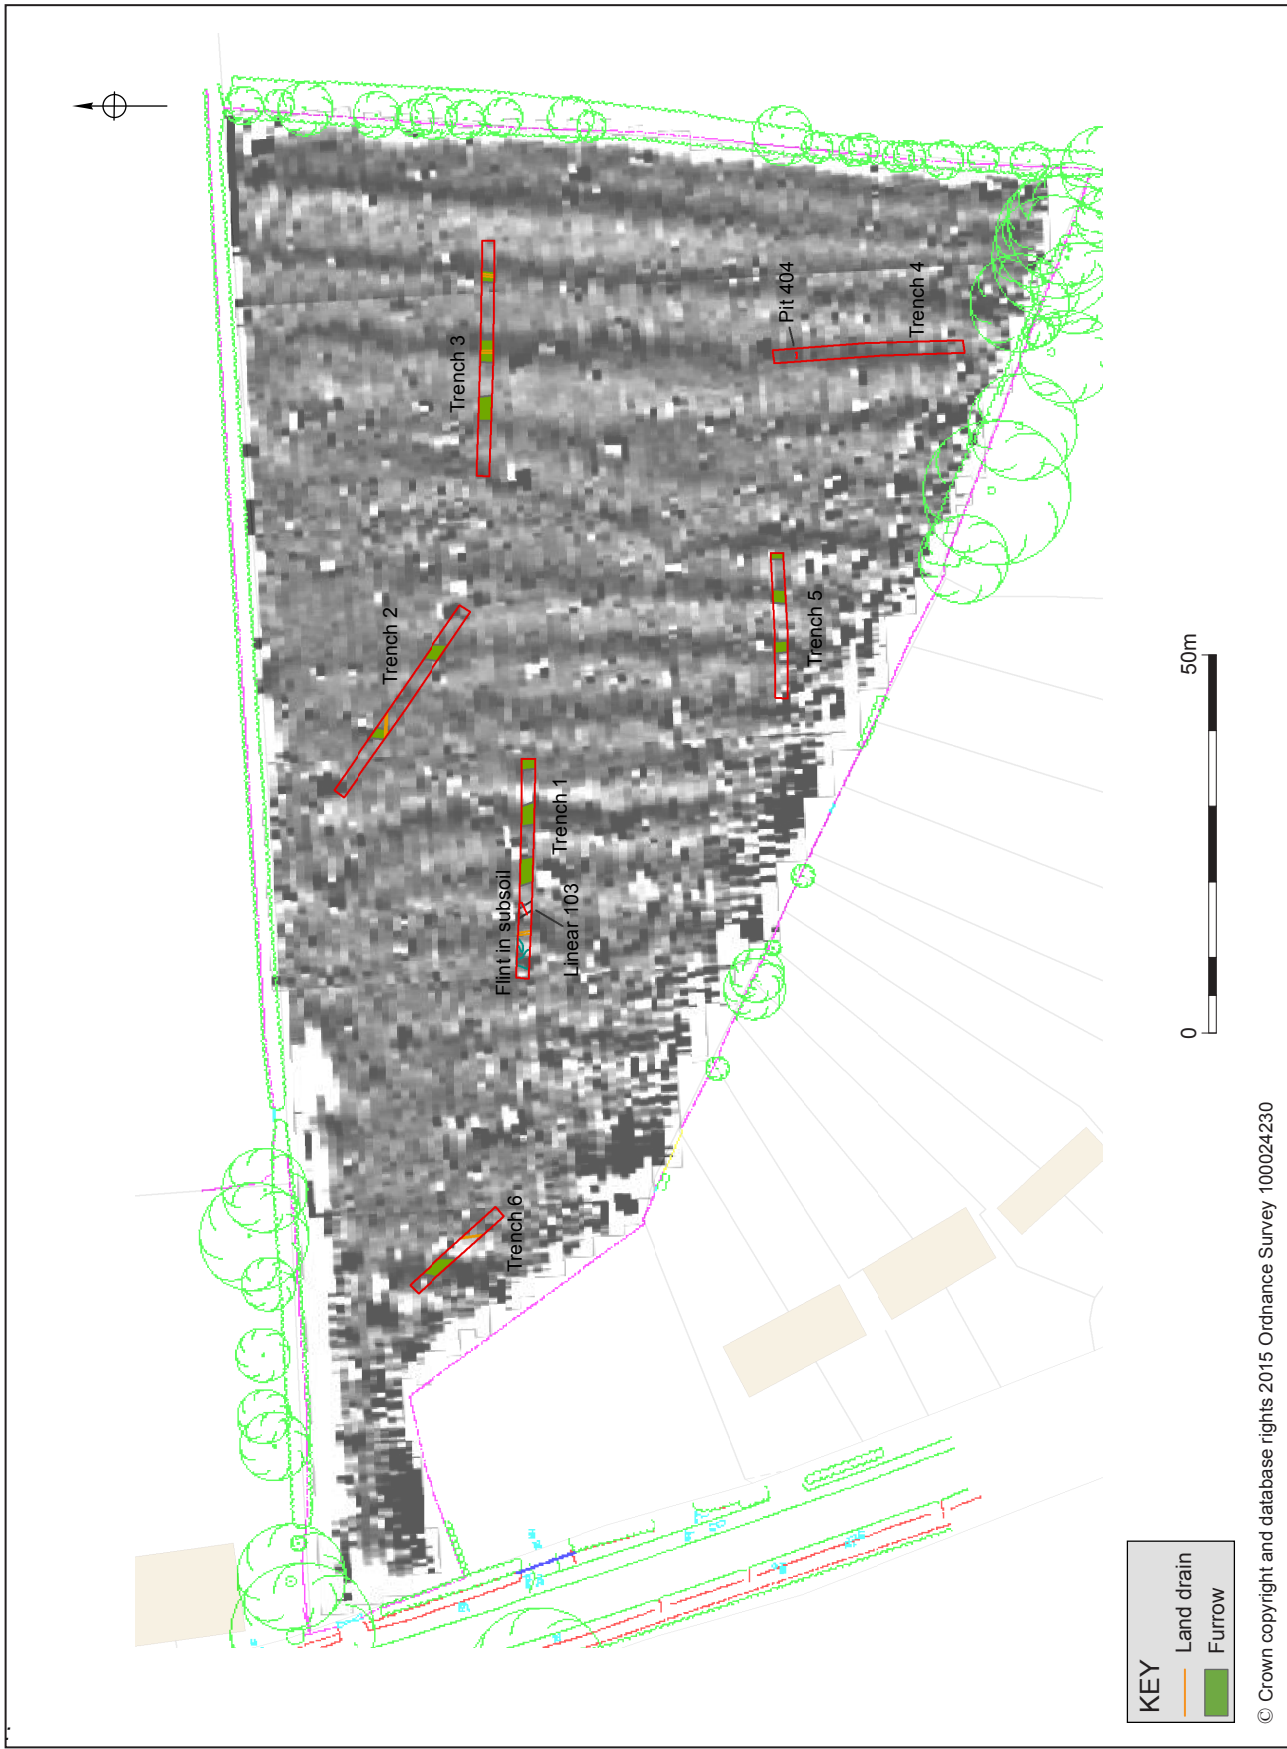 Trench 6
Flint in subsoil
Linear 103
Trench 1
Trench 2
Trench 5
Trench 3
Pit 404
Trench 4
0
50m
KEY
Land drain
Furrow
© Crown copyright and database rights 2015 Ordnance Survey 100024230